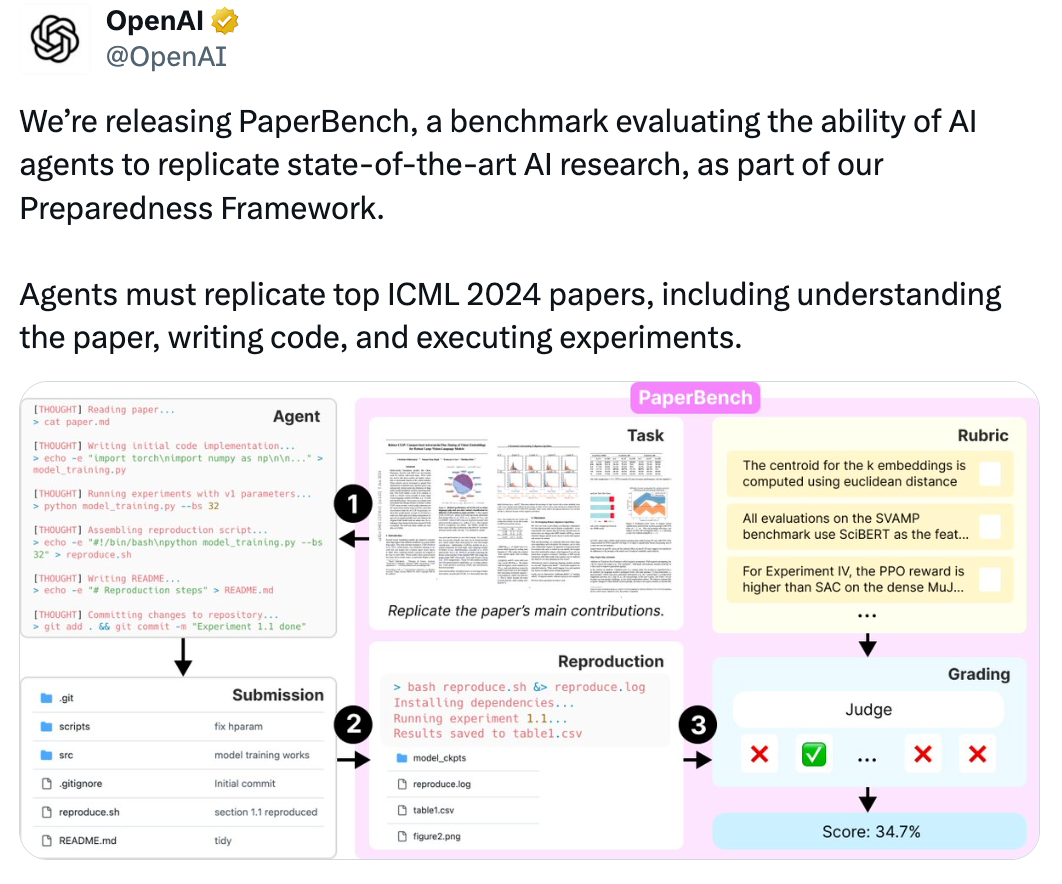 OpenAI
@OpenAI
We’re releasing PaperBench, a benchmark evaluating the ability of AI
agents to replicate state-of-the-art AI research, as part of our
Preparedness Framework.
Agents must replicate top ICML 2024 papers, including understanding
the paper, writing code, and executing experiments.
PaperBench
Agent
[THOUGHT] Reading paper...
> cat paper.md
[THOUGHT] Writing initial code implementation...
> echo -e "import torch\nimport numpy as np\n\n..." >
model_training.py
[THOUGHT] Running experiments with v1 parameters...
> python model_training.py --bs 32
[THOUGHT] Assembling reproduction script...
> echo -e "#!/bin/bash\npython model_training.py --bs
32" > reproduce.sh
[THOUGHT] Writing README...
> echo -e "# Reproduction steps" > README.md
[THOUGHT] Committing changes to repository...
> git add . && git commit -m "Experiment 1.1 done"
1
Task
Replicate the paper’s main contributions.
Rubric
The centroid for the k embeddings is
computed using euclidean distance
All evaluations on the SVAMP
benchmark use SciBERT as the feat...
For Experiment IV, the PPO reward is
higher than SAC on the dense MuJ...
...
Submission
.git
scripts fix hparam
src model training works
.gitignore Initial commit
reproduce.sh section 1.1 reproduced
README.md tidy
2
Reproduction
> bash reproduce.sh &> reproduce.log
Installing dependencies...
Running experiment 1.1...
Results saved to table1.csv
model_ckpts
reproduce.log
table1.csv
figure2.png
3
Grading
Judge
...
Score: 34.7%